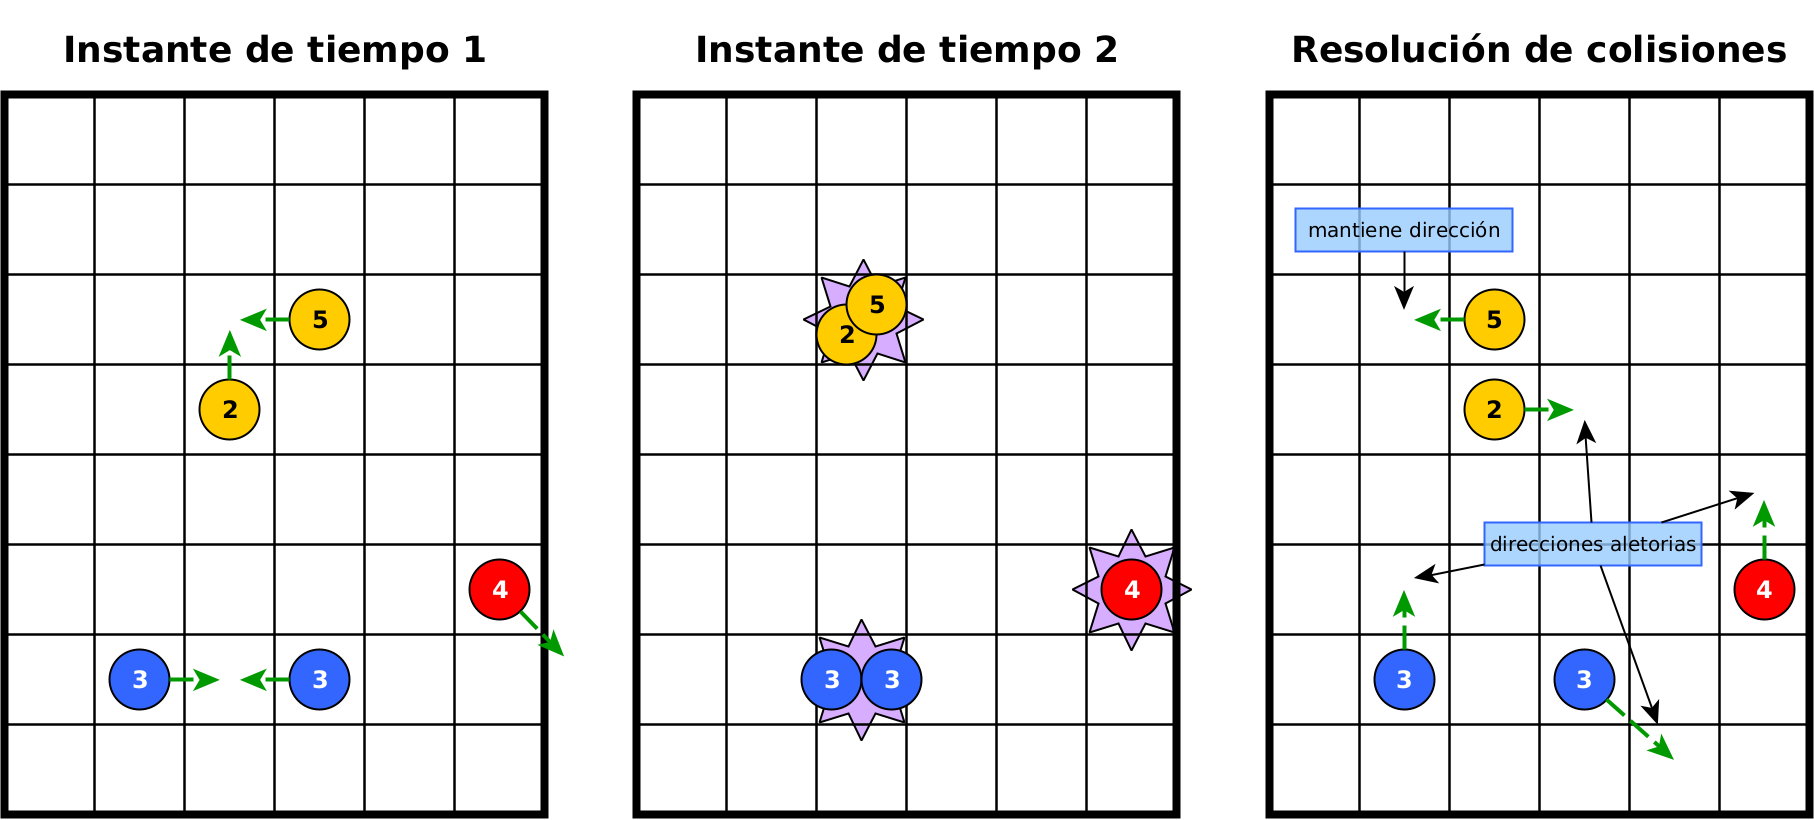 Instante de tiempo 1
5
2
4
3 3
Instante de tiempo 2
5
2
4
3 3
Resolución de colisiones
mantiene dirección
5
2
direcciones aletorias
4
3 3